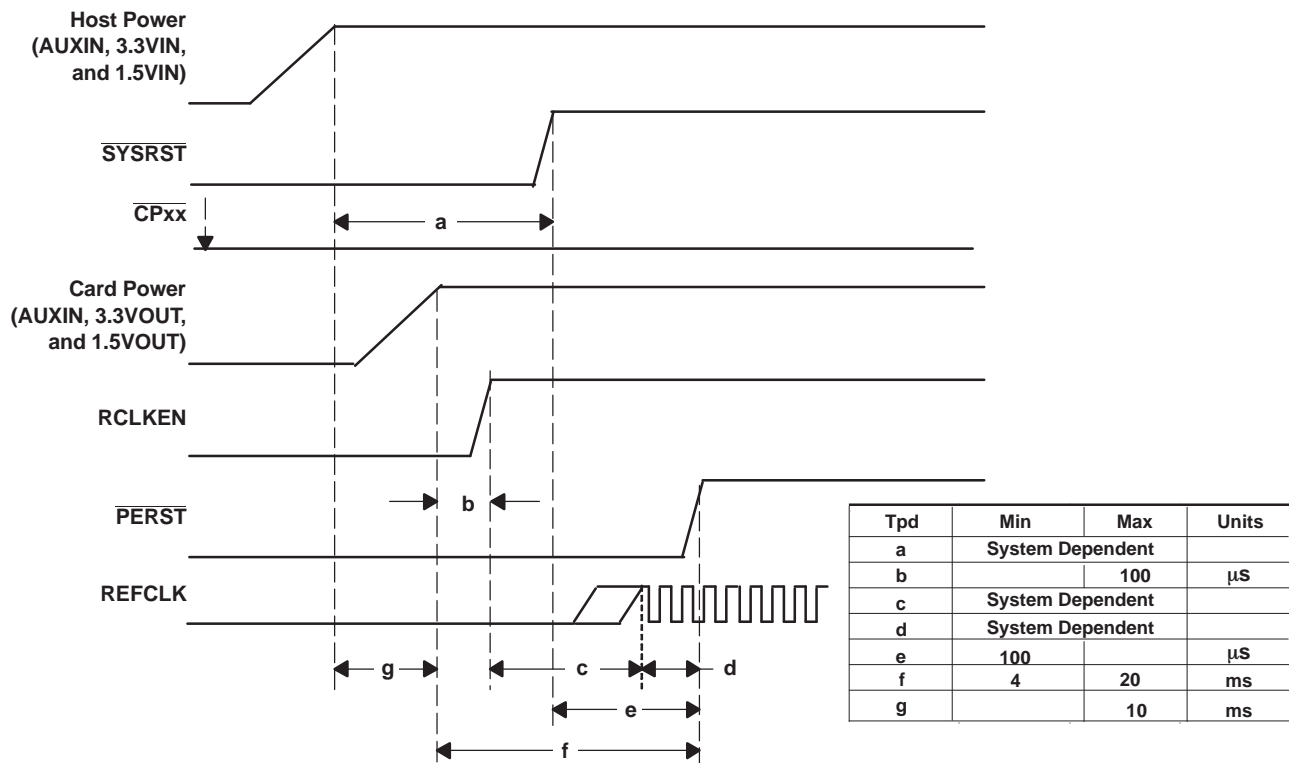 Host Power
(AUXIN, 3.3VIN,
and 1.5VIN)
SYSRST
CPxx
a
Card Power
(AUXIN, 3.3VOUT,
and 1.5VOUT)
RCLKEN
b
PERST
REFCLK
g
c
d
e
f
Tpd Min Max Units
a System Dependent
b 100 μs
c System Dependent
d System Dependent
e 100 μs
f 4 20 ms
g 10 ms